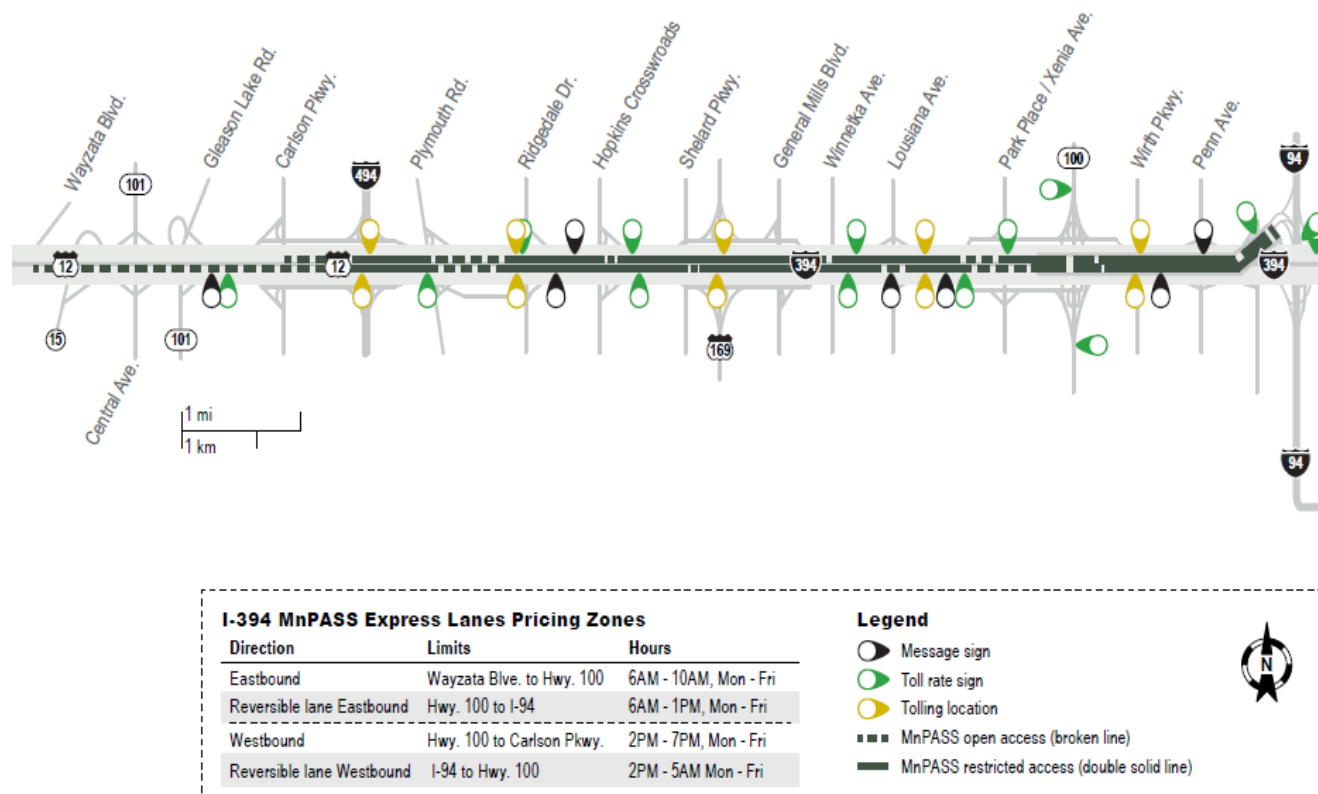 Wayzata Blvd.
Gleason Lake Rd.
Carlson Pkwy.
Plymouth Rd.
Ridgedale Dr.
Hopkins Crosswroads
Shelard Pkwy.
General Mills Blvd.
Winnetka Ave.
Lousiana Ave.
Park Place / Xenia Ave.
Wirth Pkwy.
Penn Ave.
101
494
100
94
12
12
394
394
15
101
169
Central Ave.
94
1 mi
1 km
I-394 MnPASS Express Lanes Pricing Zones
Direction Limits Hours
Eastbound Wayzata Blve. to Hwy. 100 6AM - 10AM, Mon - Fri
Reversible lane Eastbound Hwy. 100 to I-94 6AM - 1PM, Mon - Fri
Westbound Hwy. 100 to Carlson Pkwy. 2PM - 7PM, Mon - Fri
Reversible lane Westbound I-94 to Hwy. 100 2PM - 5AM Mon - Fri
Legend
Message sign
Toll rate sign
Tolling location
MnPASS open access (broken line)
MnPASS restricted access (double solid line)
N